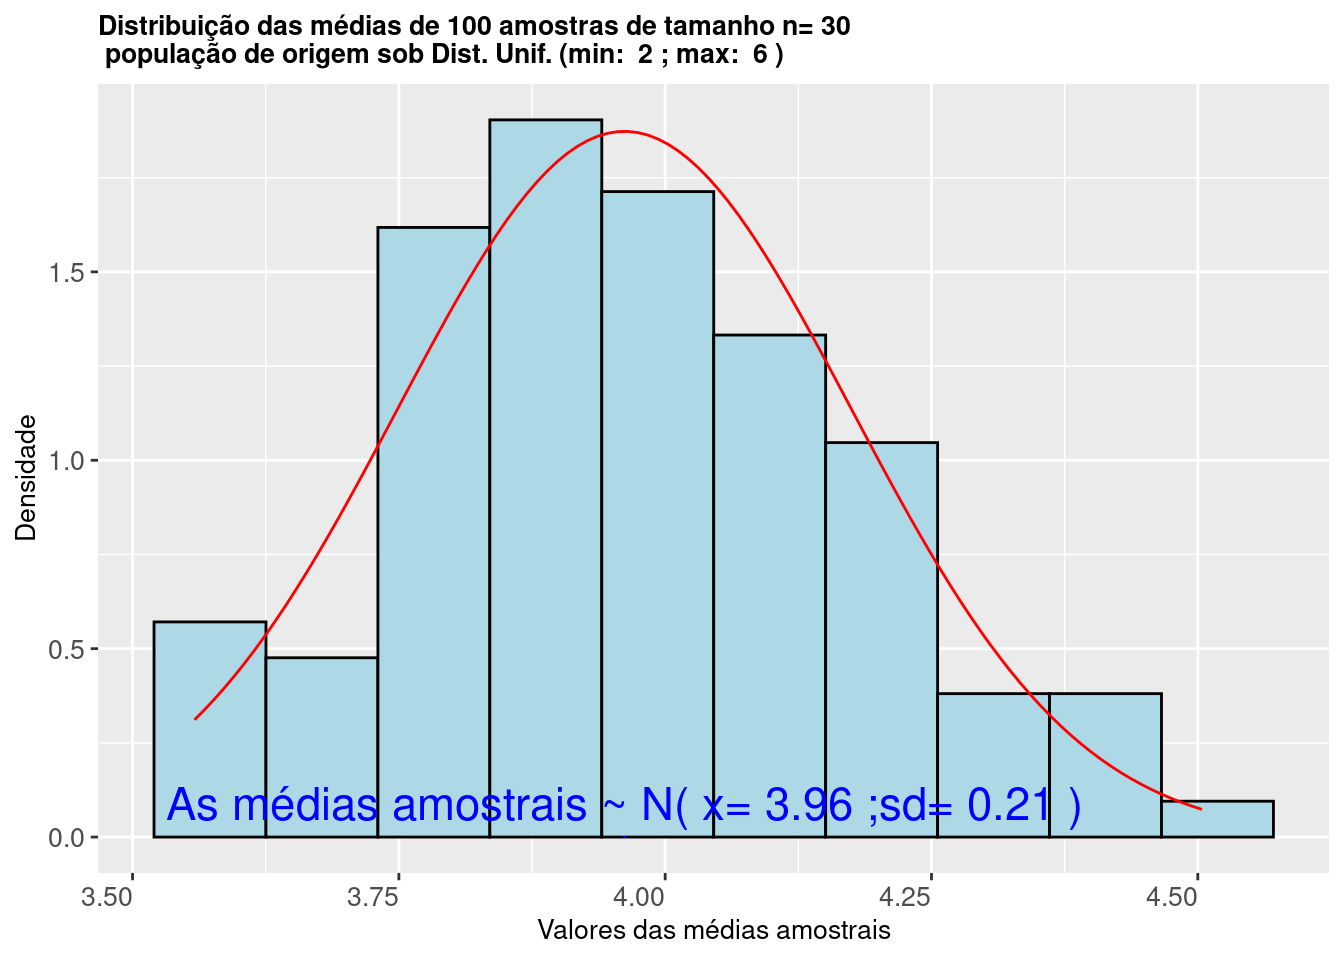 Distribuição das médias de 100 amostras de tamanho n= 30
população de origem sob Dist. Unif. (min:  2 ; max:  6 )
Densidade
1.5
1.0
0.5
0.0
As médias amostrais ~ N( x= 3.96 ;sd= 0.21 )
3.50 3.75 4.00 4.25 4.50
Valores das médias amostrais